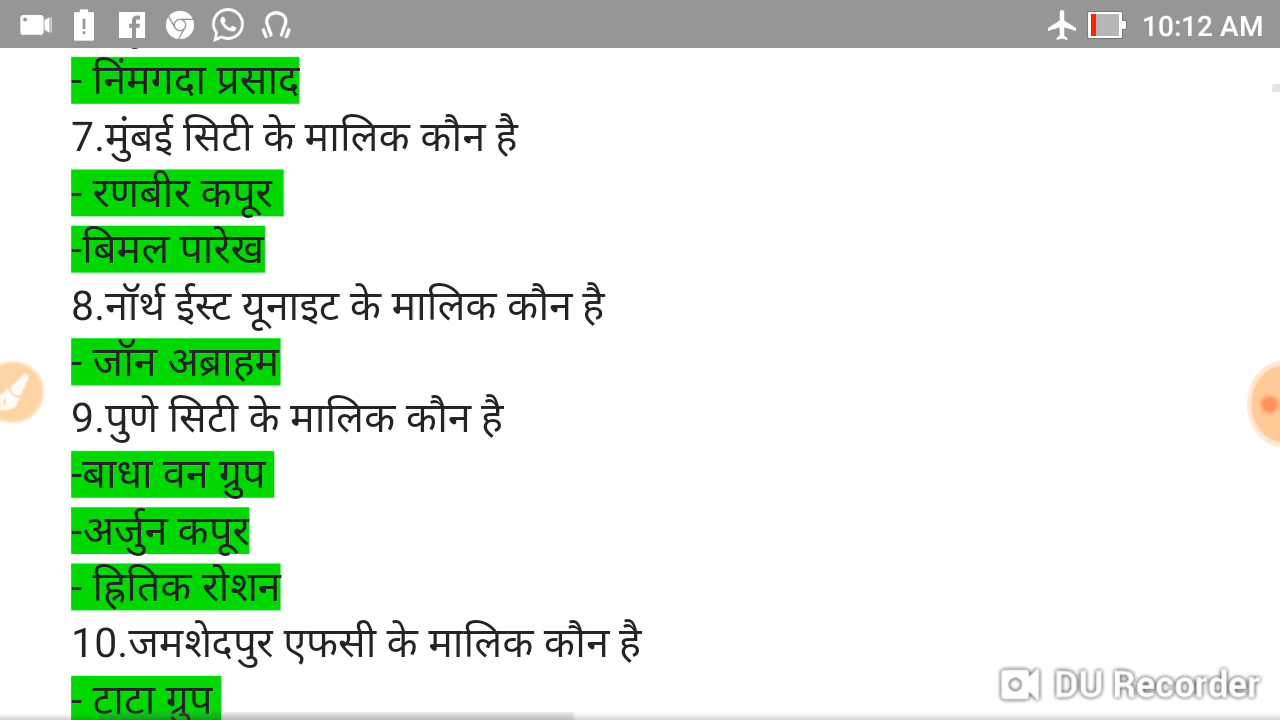 10:12 AM
- निंमगदा प्रसाद
7.मुंबई सिटी के मालिक कौन है
- रणबीर कपूर
-बिमल पारेख
8.नॉर्थ ईस्ट यूनाइट के मालिक कौन है
- जॉन अब्राहम
9.पुणे सिटी के मालिक कौन है
-बाधा वन ग्रुप
-अर्जुन कपूर
- ह्रितिक रोशन
10.जमशेदपुर एफसी के मालिक कौन है
- टाटा ग्रुप
DU Recorder